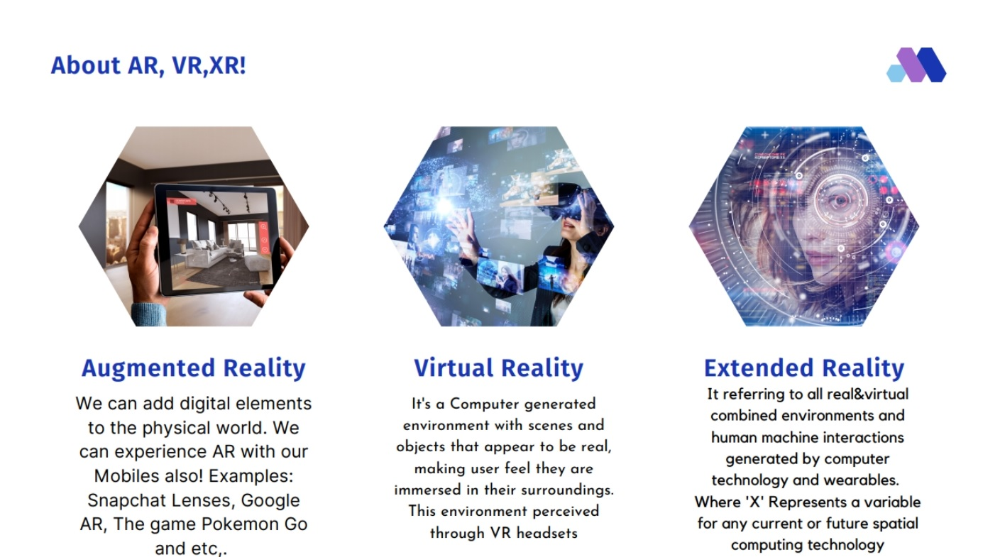 About AR, VR,XR!
Augmented Reality
We can add digital elements
to the physical world. We
can experience AR with our
Mobiles also! Examples:
Snapchat Lenses, Google
AR, The game Pokemon Go
and etc,.
Virtual Reality
It's a Computer generated
environment with scenes and
objects that appear to be real,
making user feel they are
immersed in their surroundings.
This environment perceived
through VR headsets
Extended Reality
It referring to all real&virtual
combined environments and
human machine interactions
generated by computer
technology and wearables.
Where 'X' Represents a variable
for any current or future spatial
computing technology